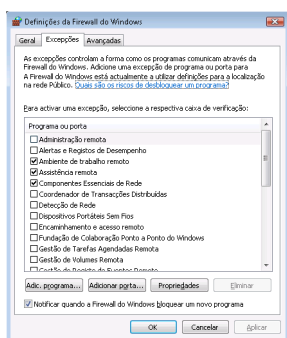 Definições da Firewall do Windows
Geral Excepções Avançadas
As excepções controlam a forma como os programas comunicam através da
Firewall do Windows. Adicione uma excepção de programa ou porta para
A Firewall do Windows está actualmente a utilizar definições para a localização
na rede Público. Quais são os riscos de desbloquear um programa?
Para activar uma excepção, seleccione a respectiva caixa de verificação:
Programa ou porta
Administração remota
Alertas e Registos de Desempenho
Ambiente de trabalho remoto
Assistência remota
Componentes Essenciais de Rede
Coordenador de Transacções Distribuídas
Detecção de Rede
Dispositivos Portáteis Sem Fios
Encaminhamento e acesso remoto
Fundação de Colaboração Ponto a Ponto do Windows
Gestão de Tarefas Agendadas Remota
Gestão de Volumes Remota
Gestão do Registo de Eventos Remota
Adic. programa... Adicionar porta... Propriedades Eliminar
Notificar quando a Firewall do Windows bloquear um novo programa
OK Cancelar Aplicar